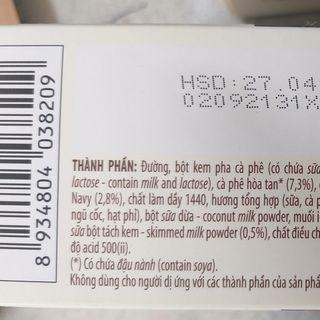 HSD: 27.04
02092131%
8 934804 038209
THÀNH PHẦN: Đường, bột kem pha cà phê (có chứa sữa
lactose - contain milk and lactose), cà phê hòa tan* (7,3%),
Navy (2,8%), chất làm dầy 1440, hương tổng hợp (sữa, cà
ngũ cốc, hạt phỉ), bột sữa dừa - coconut milk powder, muối i
sữa bột tách kem - skimmed milk powder (0,5%), chất điều ch
độ acid 500(ii).
(*) Có chứa đậu nành (contain soya).
Không dùng cho người dị ứng với các thành phần của sản phẩ